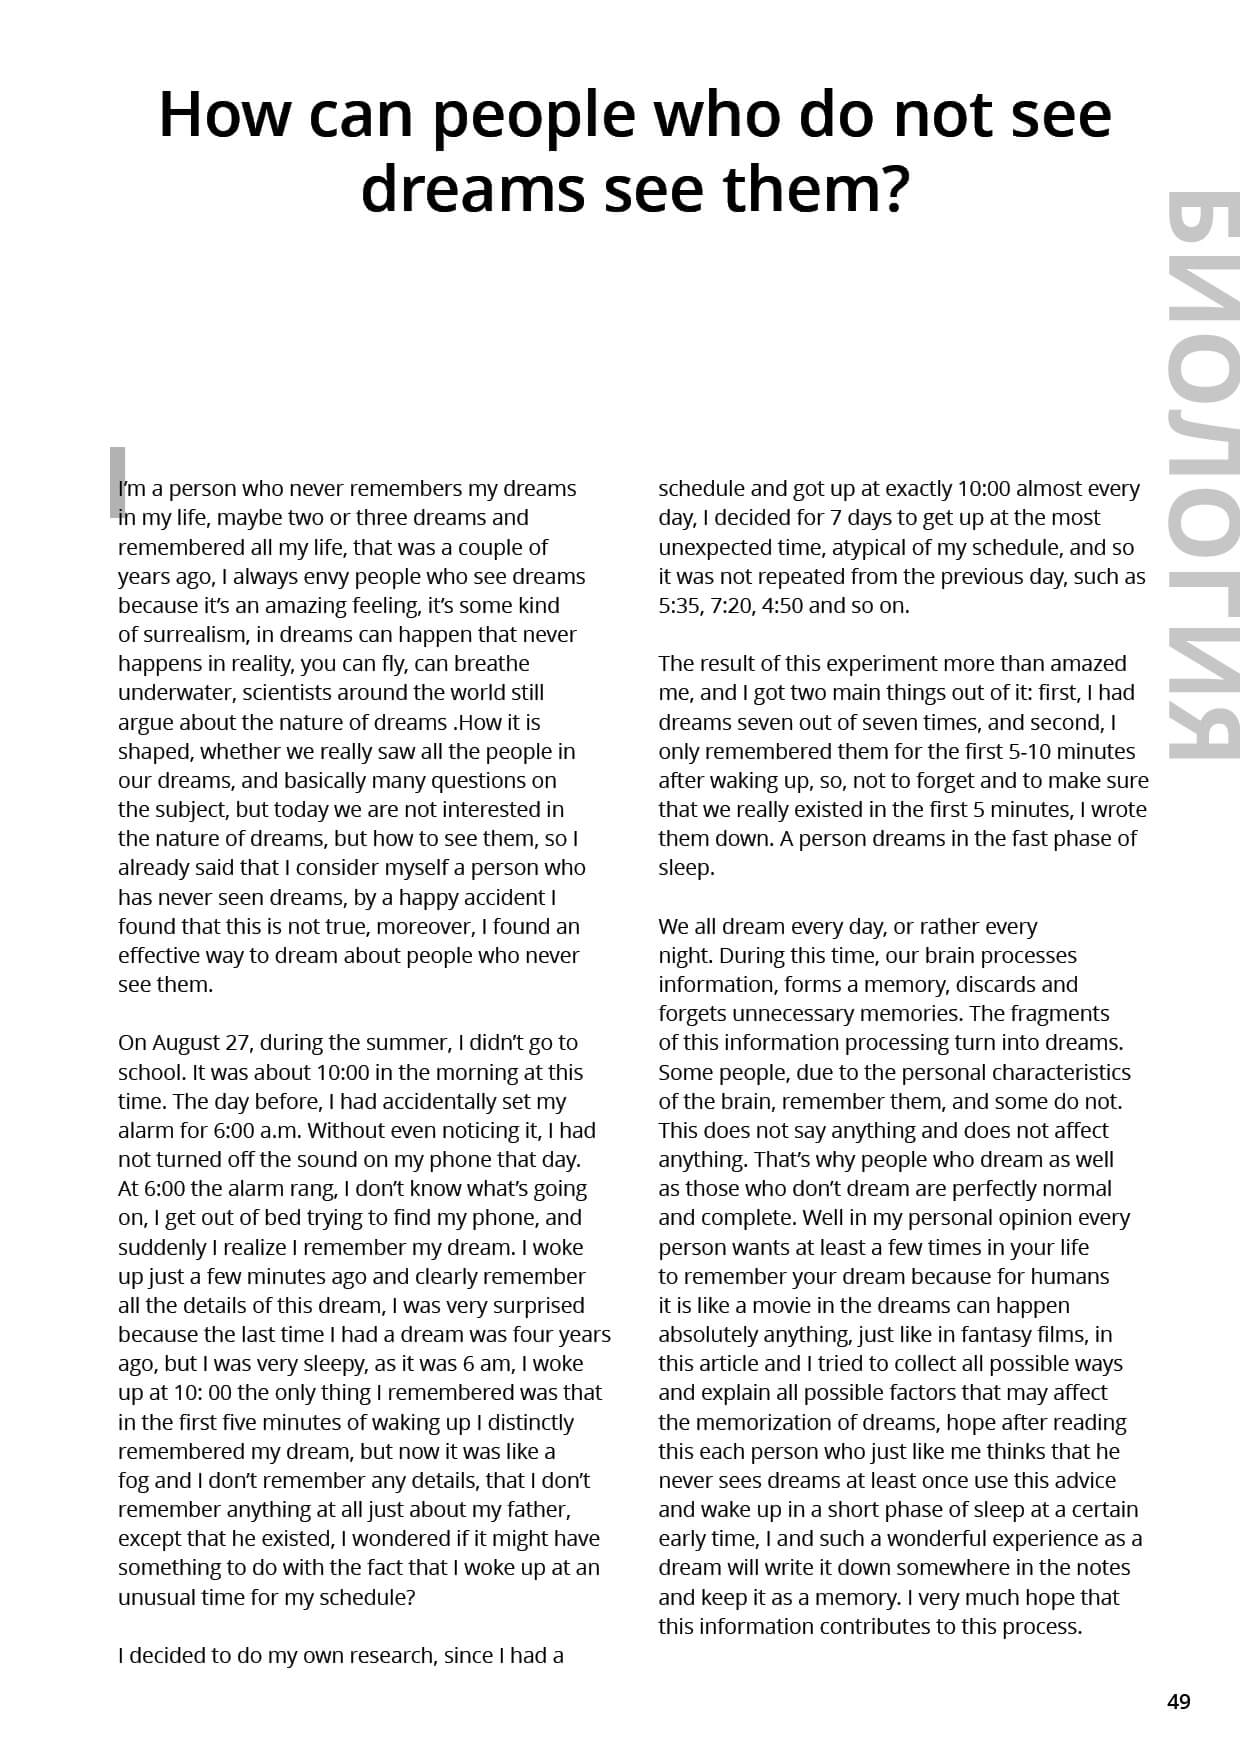 How can people who do not see
dreams see them?
БИОЛОГИЯ
I’m a person who never remembers my dreams
in my life, maybe two or three dreams and
remembered all my life, that was a couple of
years ago, I always envy people who see dreams
because it’s an amazing feeling, it’s some kind
of surrealism, in dreams can happen that never
happens in reality, you can fly, can breathe
underwater, scientists around the world still
argue about the nature of dreams .How it is
shaped, whether we really saw all the people in
our dreams, and basically many questions on
the subject, but today we are not interested in
the nature of dreams, but how to see them, so I
already said that I consider myself a person who
has never seen dreams, by a happy accident I
found that this is not true, moreover, I found an
effective way to dream about people who never
see them.
On August 27, during the summer, I didn’t go to
school. It was about 10:00 in the morning at this
time. The day before, I had accidentally set my
alarm for 6:00 a.m. Without even noticing it, I had
not turned off the sound on my phone that day.
At 6:00 the alarm rang, I don’t know what’s going
on, I get out of bed trying to find my phone, and
suddenly I realize I remember my dream. I woke
up just a few minutes ago and clearly remember
all the details of this dream, I was very surprised
because the last time I had a dream was four years
ago, but I was very sleepy, as it was 6 am, I woke
up at 10: 00 the only thing I remembered was that
in the first five minutes of waking up I distinctly
remembered my dream, but now it was like a
fog and I don’t remember any details, that I don’t
remember anything at all just about my father,
except that he existed, I wondered if it might have
something to do with the fact that I woke up at an
unusual time for my schedule?
I decided to do my own research, since I had a
schedule and got up at exactly 10:00 almost every
day, I decided for 7 days to get up at the most
unexpected time, atypical of my schedule, and so
it was not repeated from the previous day, such as
5:35, 7:20, 4:50 and so on.
The result of this experiment more than amazed
me, and I got two main things out of it: first, I had
dreams seven out of seven times, and second, I
only remembered them for the first 5-10 minutes
after waking up, so, not to forget and to make sure
that we really existed in the first 5 minutes, I wrote
them down. A person dreams in the fast phase of
sleep.
We all dream every day, or rather every
night. During this time, our brain processes
information, forms a memory, discards and
forgets unnecessary memories. The fragments
of this information processing turn into dreams.
Some people, due to the personal characteristics
of the brain, remember them, and some do not.
This does not say anything and does not affect
anything. That’s why people who dream as well
as those who don’t dream are perfectly normal
and complete. Well in my personal opinion every
person wants at least a few times in your life
to remember your dream because for humans
it is like a movie in the dreams can happen
absolutely anything, just like in fantasy films, in
this article and I tried to collect all possible ways
and explain all possible factors that may affect
the memorization of dreams, hope after reading
this each person who just like me thinks that he
never sees dreams at least once use this advice
and wake up in a short phase of sleep at a certain
early time, I and such a wonderful experience as a
dream will write it down somewhere in the notes
and keep it as a memory. I very much hope that
this information contributes to this process.
49